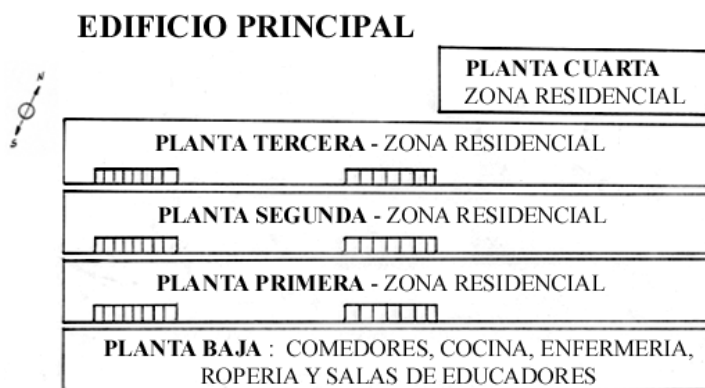 EDIFICIO PRINCIPAL
PLANTA CUARTA
ZONA RESIDENCIAL
N
S
PLANTA TERCERA - ZONA RESIDENCIAL
PLANTA SEGUNDA - ZONA RESIDENCIAL
PLANTA PRIMERA - ZONA RESIDENCIAL
PLANTA BAJA : COMEDORES, COCINA, ENFERMERIA,
ROPERIA Y SALAS DE EDUCADORES